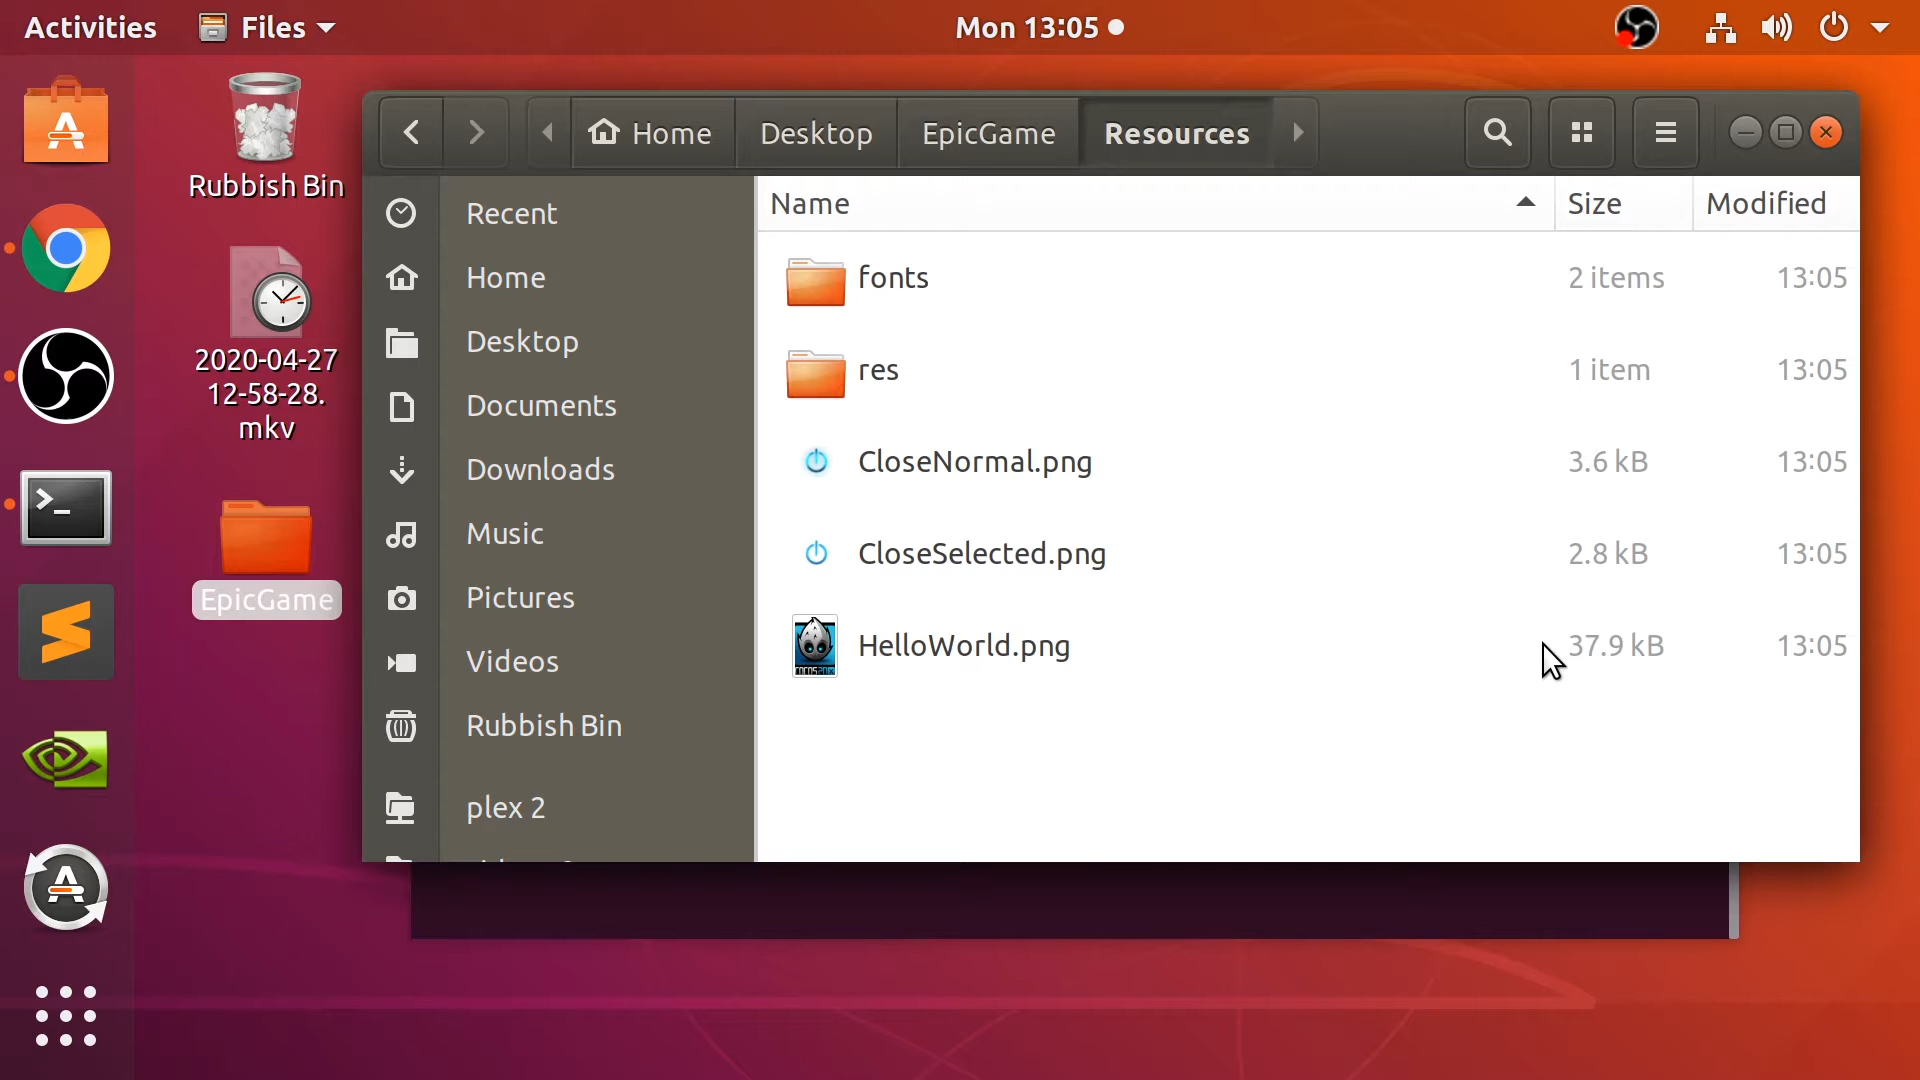 Activities
Files
Mon 13:05
Rubbish Bin
2020-04-27
12-58-28.
mkv
EpicGame
Home
Desktop
EpicGame
Resources
Recent
Home
Desktop
Documents
Downloads
Music
Pictures
Videos
Rubbish Bin
plex 2
Name
Size
Modified
fonts
2 items
13:05
res
1 item
13:05
CloseNormal.png
3.6 kB
13:05
CloseSelected.png
2.8 kB
13:05
HelloWorld.png
37.9 kB
13:05